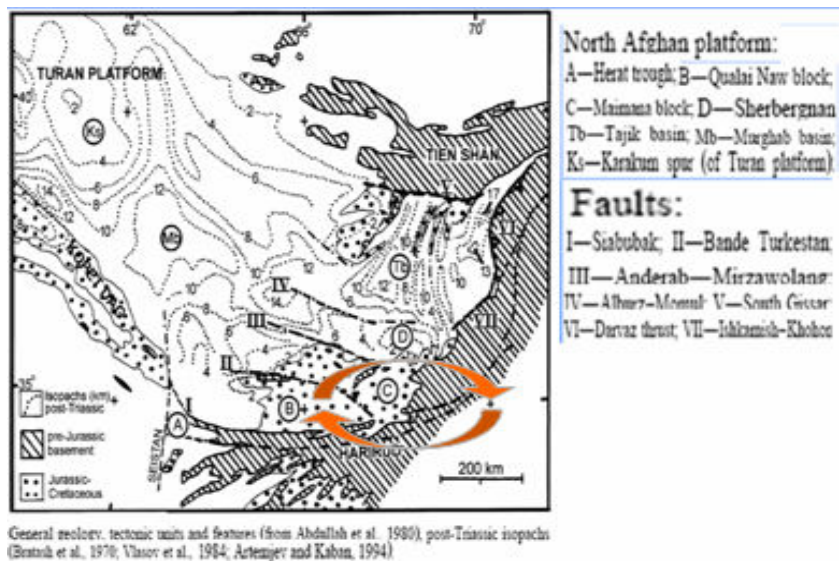 62
66
70
TURAN PLATFORM
40
Ks
TIEN SHAN
V
VI
Mb
Tb
Kopet Dag
IV
III
D
VII
II
35
C
B
I
A
SEISTAN
HARIRUD
Isopachs (km)
post-Triassic
pre-Jurassic
basement
Jurassic-
Cretaceous
200 km
North Afghan platform:
A—Herat trough; B—Qualai Naw block;
C—Maimana block; D—Sherbergnan
Tb—Tajik basin; Mb—Murghab basin;
Ks—Karakum spur (of Turan platform)
Faults:
I—Siabubak; II—Bande Turkestan;
III—Anderab—Mirzawolang;
IV—Alburz-Mormul; V—South Gissar;
VI—Darvaz thrust; VII—Ishkamish-Khohon
General geology, tectonic units and features (from Abdullah et al., 1980), post-Triassic isopachs
(Bratash et al., 1970; Vlasov et al., 1984; Artemjev and Kaban, 1994)